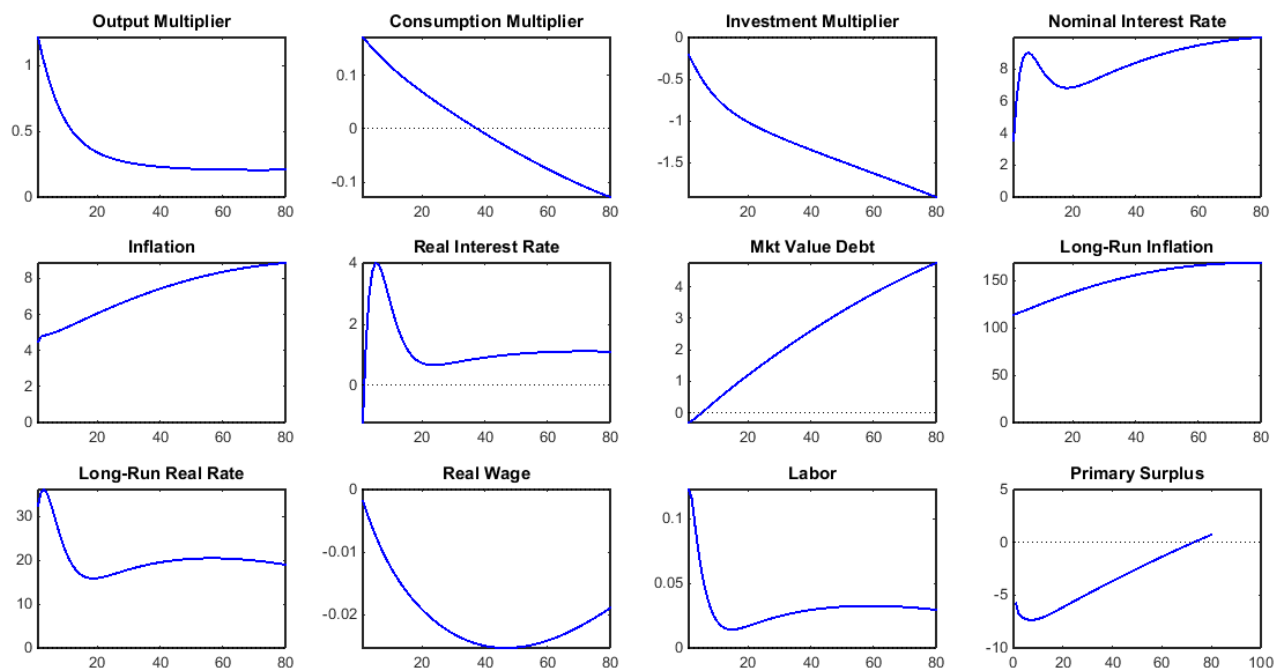 Output Multiplier
1
0.5
0
20 40 60 80
Consumption Multiplier
0.1
0
-0.1
20 40 60 80
Investment Multiplier
0
-0.5
-1
-1.5
20 40 60 80
Nominal Interest Rate
8
6
4
2
0
0 20 40 60 80
Inflation
8
6
4
2
0
20 40 60 80
Real Interest Rate
4
2
0
20 40 60 80
Mkt Value Debt
4
3
2
1
0
20 40 60 80
Long-Run Inflation
150
100
50
0
0 20 40 60 80
Long-Run Real Rate
30
20
10
0
20 40 60 80
Real Wage
0
-0.01
-0.02
20 40 60 80
Labor
0.1
0.05
0
20 40 60 80
Primary Surplus
5
0
-5
-10
0 20 40 60 80 100